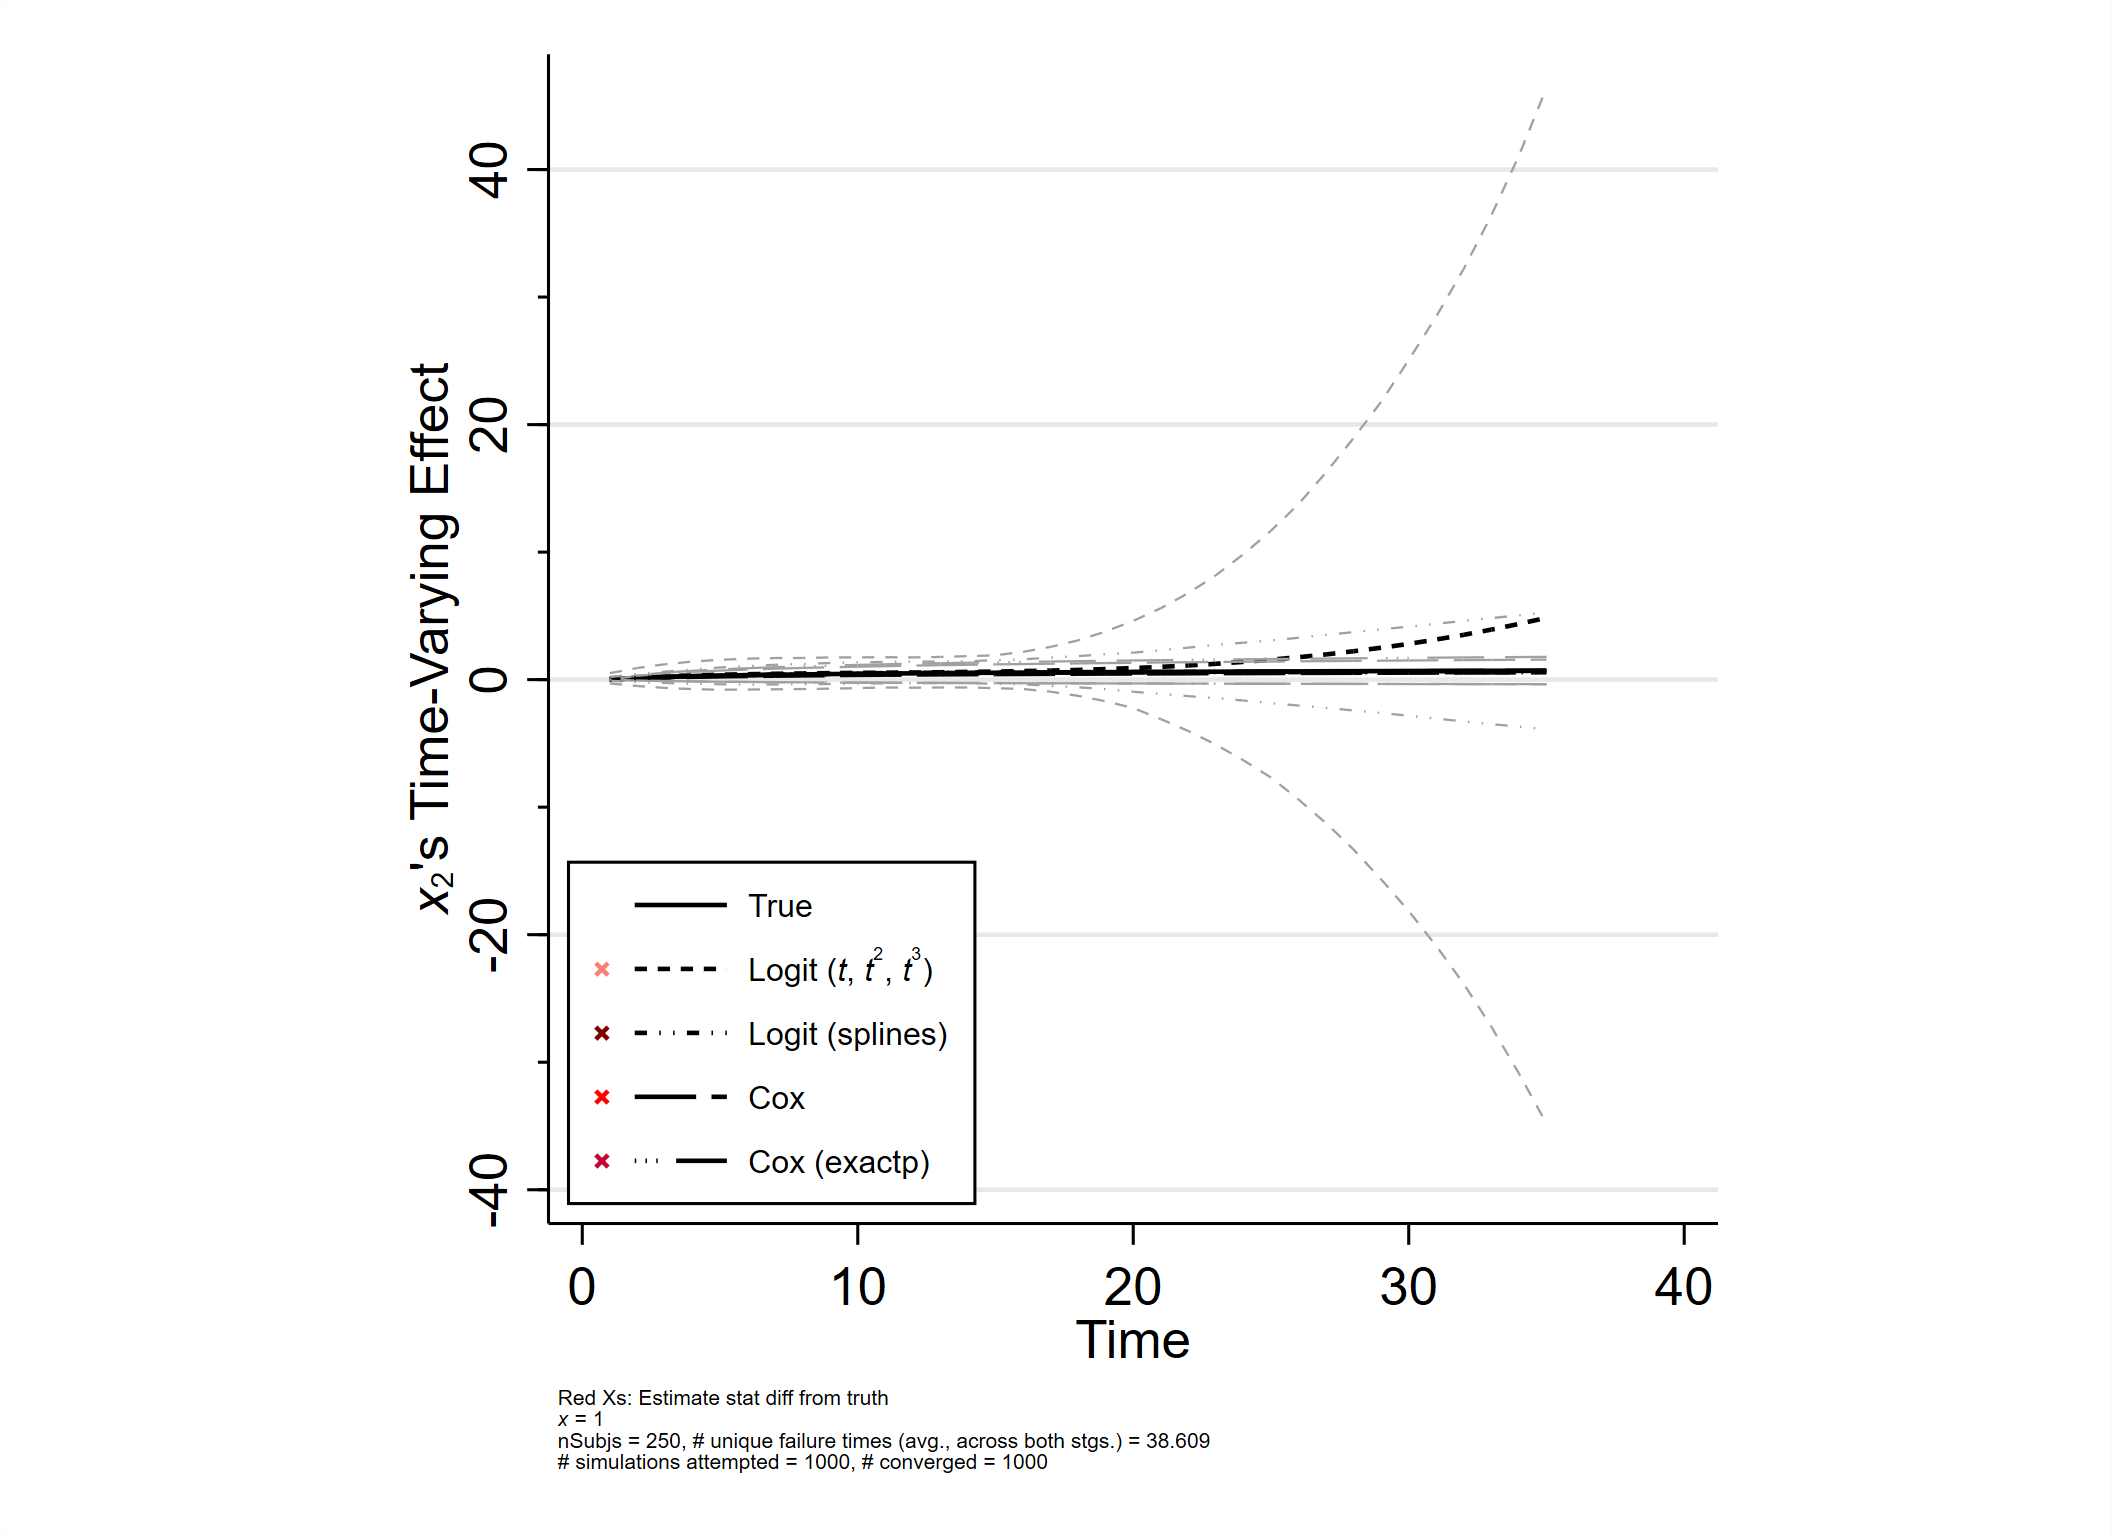 x₂'s Time-Varying Effect
40
20
0
-20
-40
True
Logit (t, t², t³)
Logit (splines)
Cox
Cox (exactp)
0 10 20 30 40
Time
Red Xs: Estimate stat diff from truth
x = 1
nSubjs = 250, # unique failure times (avg., across both stgs.) = 38.609
# simulations attempted = 1000, # converged = 1000